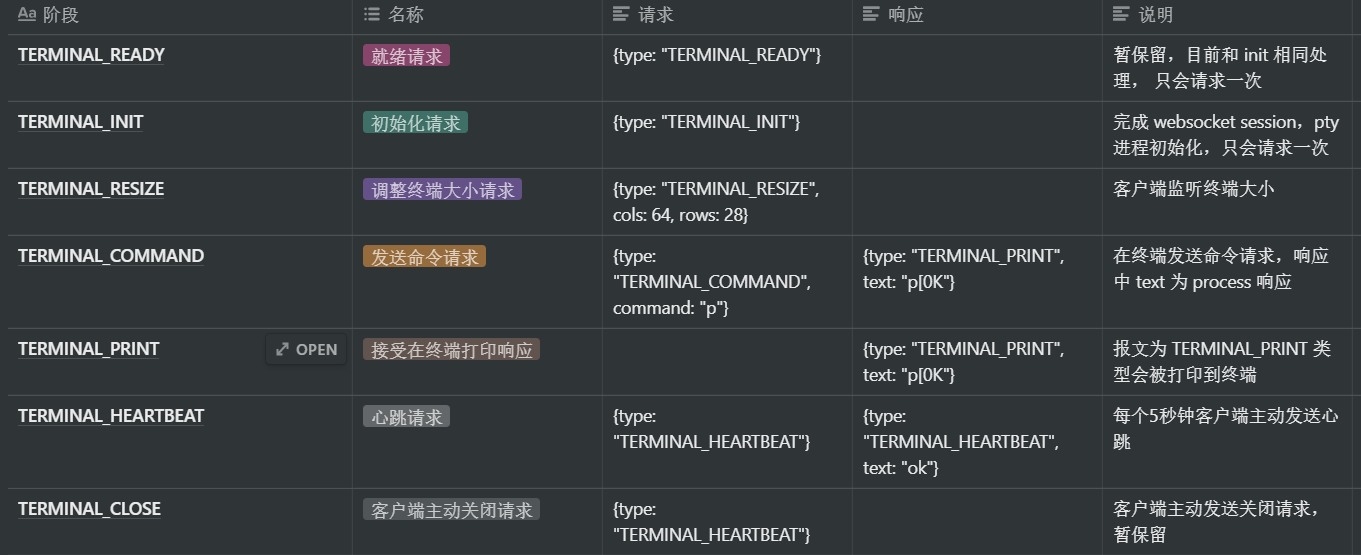 Aa 阶段 名称 请求 响应 说明
TERMINAL_READY 就绪请求 {type: "TERMINAL_READY"} 暂保留，目前和 init 相同处
理， 只会请求一次
TERMINAL_INIT 初始化请求 {type: "TERMINAL_INIT"} 完成 websocket session，pty
进程初始化，只会请求一次
TERMINAL_RESIZE 调整终端大小请求 {type: "TERMINAL_RESIZE", 客户端监听终端大小
cols: 64, rows: 28}
TERMINAL_COMMAND 发送命令请求 {type: {type: "TERMINAL_PRINT", 在终端发送命令请求，响应
"TERMINAL_COMMAND", text: "p[0K"} 中 text 为 process 响应
command: "p"}
TERMINAL_PRINT OPEN 接受在终端打印响应 {type: "TERMINAL_PRINT", 报文为 TERMINAL_PRINT 类
text: "p[0K"} 型会被打印到终端
TERMINAL_HEARTBEAT 心跳请求 {type: {type: 每个5秒钟客户端主动发送心
"TERMINAL_HEARTBEAT"} "TERMINAL_HEARTBEAT", 跳
text: "ok"}
TERMINAL_CLOSE 客户端主动关闭请求 {type: 客户端主动发送关闭请求，
"TERMINAL_HEARTBEAT"} 暂保留